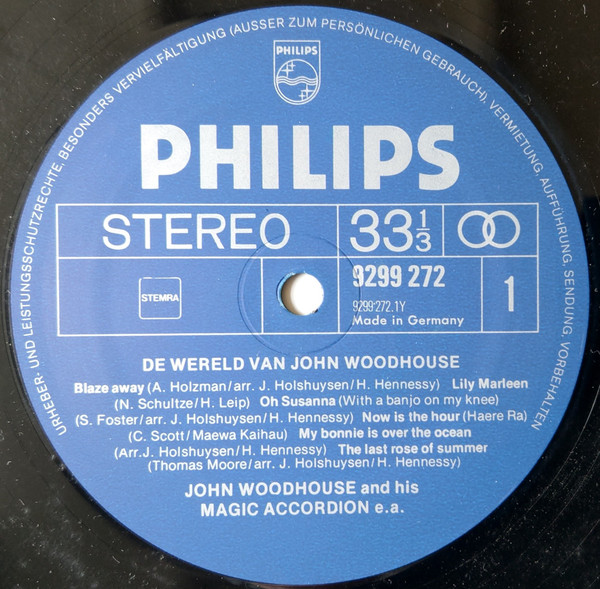 URHEBER- UND LEISTUNGSSCHUTZRECHTE, BESONDERS VERVIELFÄLTIGUNG (AUSSER ZUM PERSÖNLICHEN GEBRAUCH), VERMIETUNG, AUFFÜHRUNG, SENDUNG, VORBEHALTEN
PHILIPS
PHILIPS
STEREO 33 1/3
9299 272
STEMRA 9299 272.1Y 1
Made in Germany
DE WERELD VAN JOHN WOODHOUSE
Blaze away (A. Holzman/arr. J. Holshuysen/H. Hennessy) Lily Marleen
(N. Schultze/H. Leip) Oh Susanna (With a banjo on my knee)
(S. Foster/arr. J. Holshuysen/H. Hennessy) Now is the hour (Haere Ra)
(C. Scott/Maewa Kaihau) My bonnie is over the ocean
(Arr.J. Holshuysen/H. Hennessy) The last rose of summer
(Thomas Moore/arr. J. Holshuysen/H. Hennessy)
JOHN WOODHOUSE and his
MAGIC ACCORDION e.a.